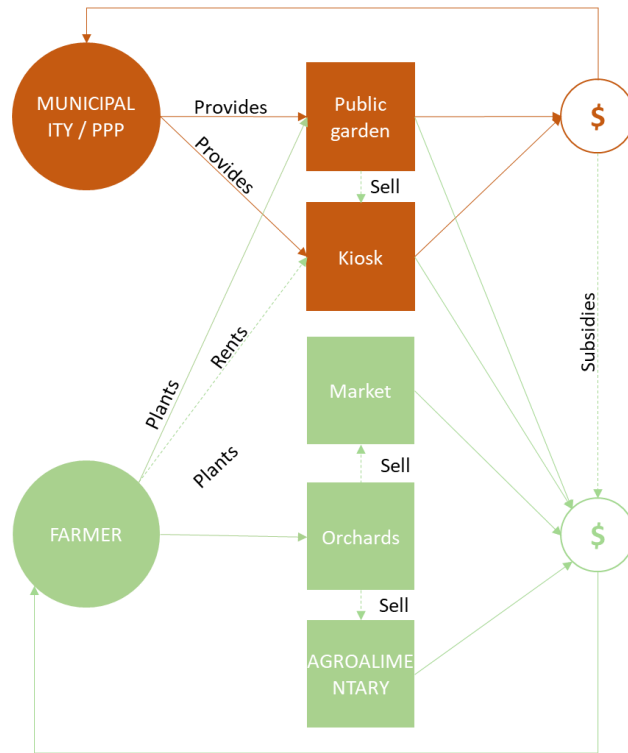 MUNICIPAL
ITY / PPP
Provides
Public
garden
$
Provides
Sell
Kiosk
Rents
Subsidies
Plants
Market
Plants
Sell
FARMER
Orchards
$
Sell
AGROALIME
NTARY